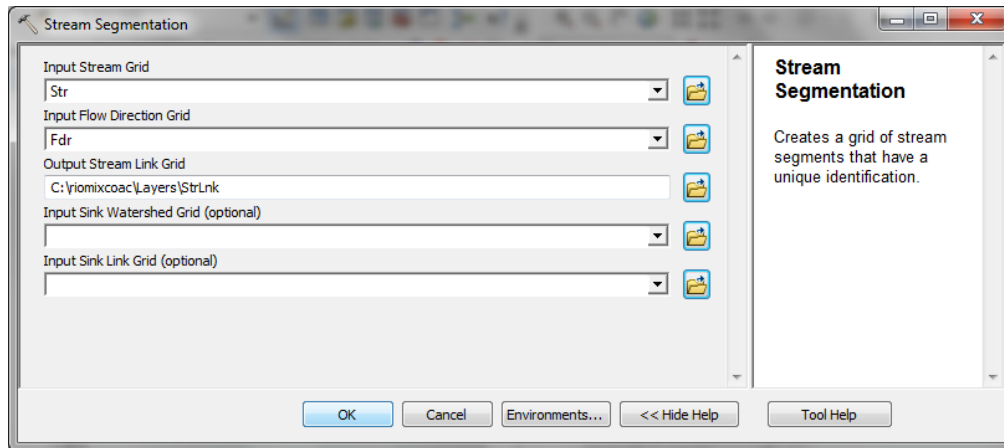 Stream Segmentation
Input Stream Grid
Str
Input Flow Direction Grid
Fdr
Output Stream Link Grid
C:\riomixcoac\Layers\StrLnk
Input Sink Watershed Grid (optional)
Input Sink Link Grid (optional)
Stream
Segmentation
Creates a grid of stream
segments that have a
unique identification.
OK
Cancel
Environments...
<< Hide Help
Tool Help